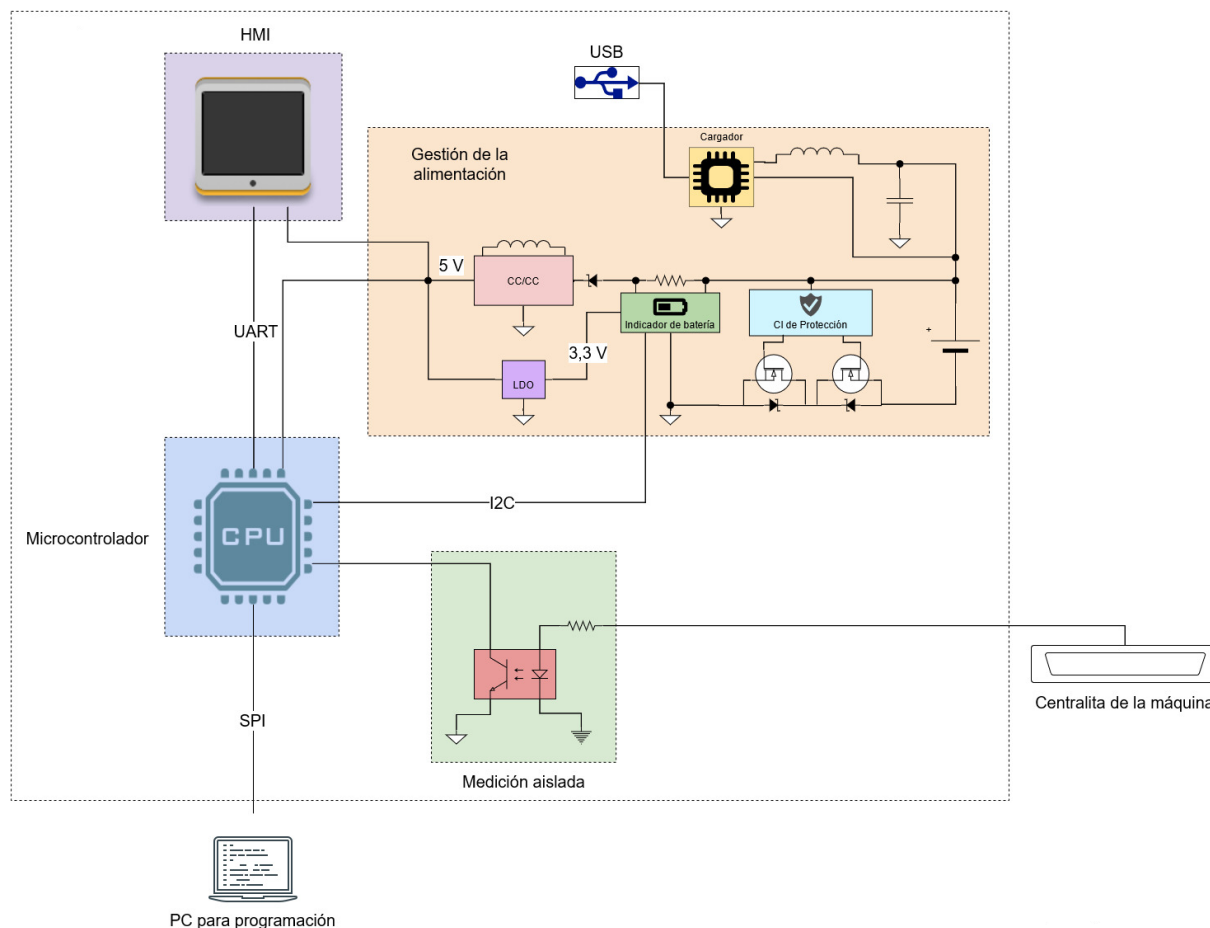 HMI
USB
Cargador
Gestión de la
alimentación
5 V
CC/CC
Indicador de batería
CI de Protección
+
UART
3,3 V
LDO
I2C
CPU
Microcontrolador
SPI
Centralita de la máquina
Medición aislada
PC para programación